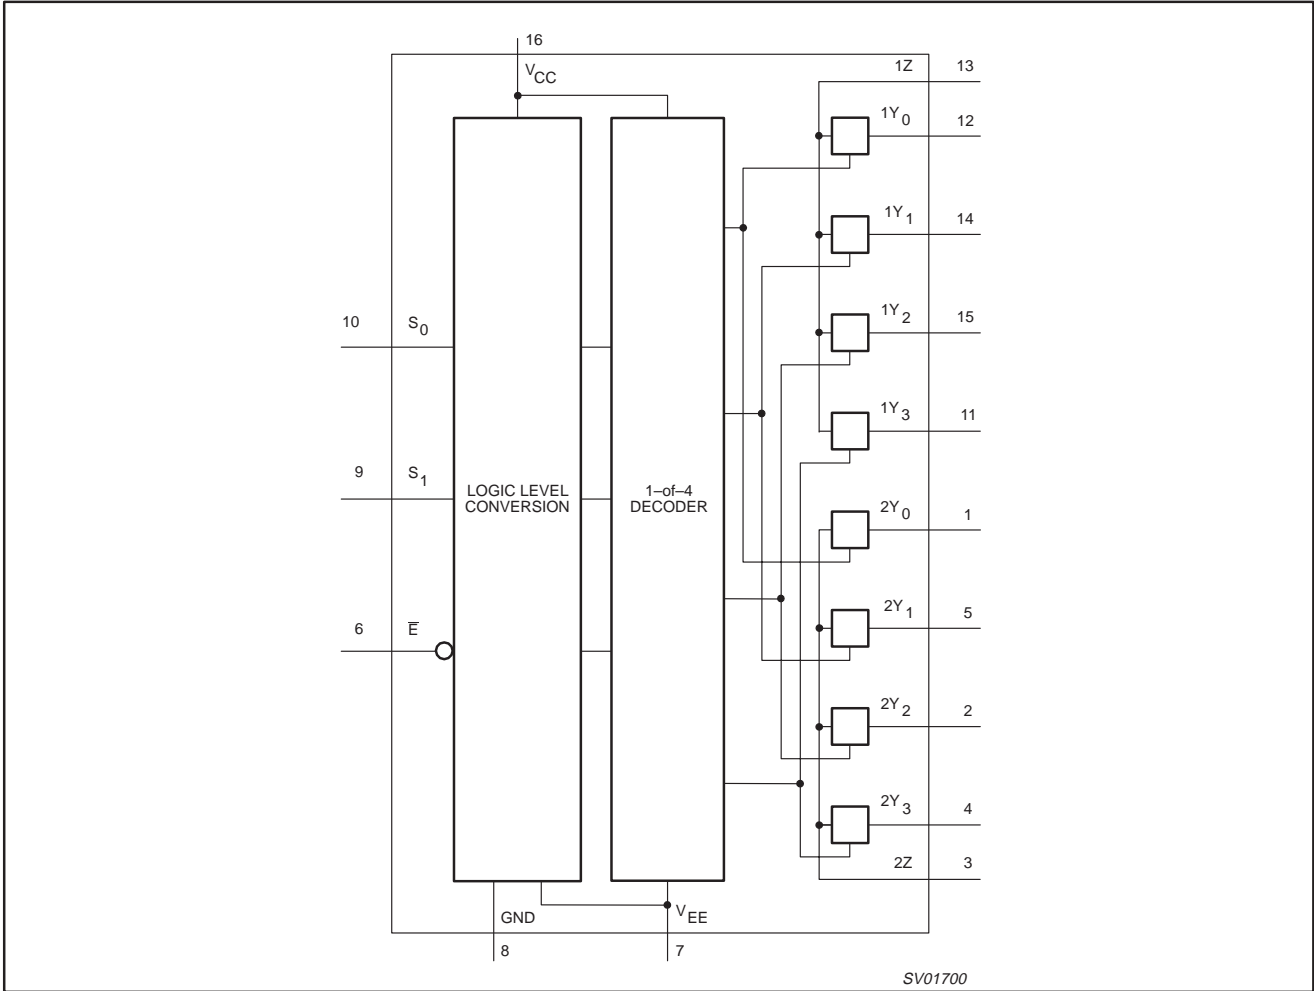 16
VCC
1Z 13
1Y0 12
1Y1 14
10 S0
1Y2 15
1Y3 11
9 S1
LOGIC LEVEL
CONVERSION
1–of–4
DECODER
2Y0 1
6 E̅
2Y1 5
2Y2 2
2Y3 4
2Z 3
GND
VEE
8
7
SV01700